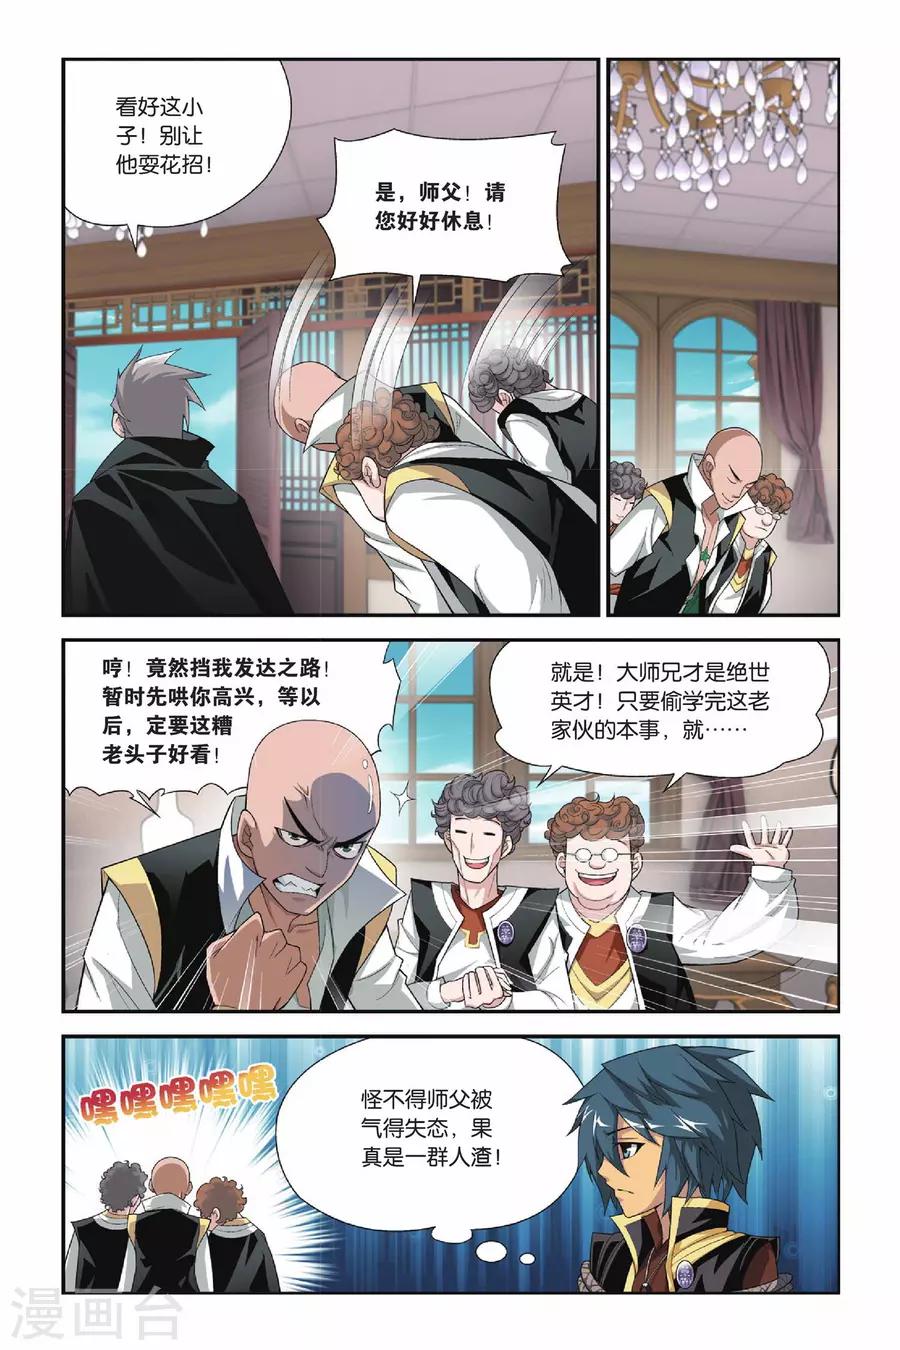 看好这小
子！别让
他耍花招！
是，师父！请
您好好休息！
哼！竟然挡我发达之路！
暂时先哄你高兴，等以
后，定要这糟
老头子好看！
就是！大师兄才是绝世
英才！只要偷学完这老
家伙的本事，就……
嘿嘿嘿嘿嘿
怪不得师父被
气得失态，果
真是一群人渣！
漫画台